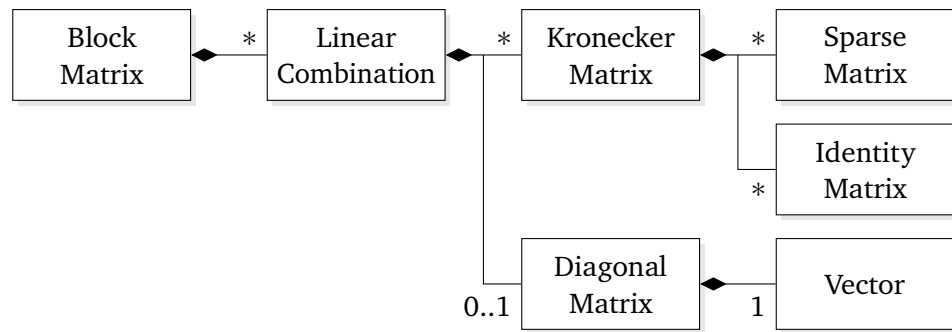 Block
Matrix
*
Linear
Combination
*
Kronecker
Matrix
*
Sparse
Matrix
*
Identity
Matrix
0..1
Diagonal
Matrix
1
Vector